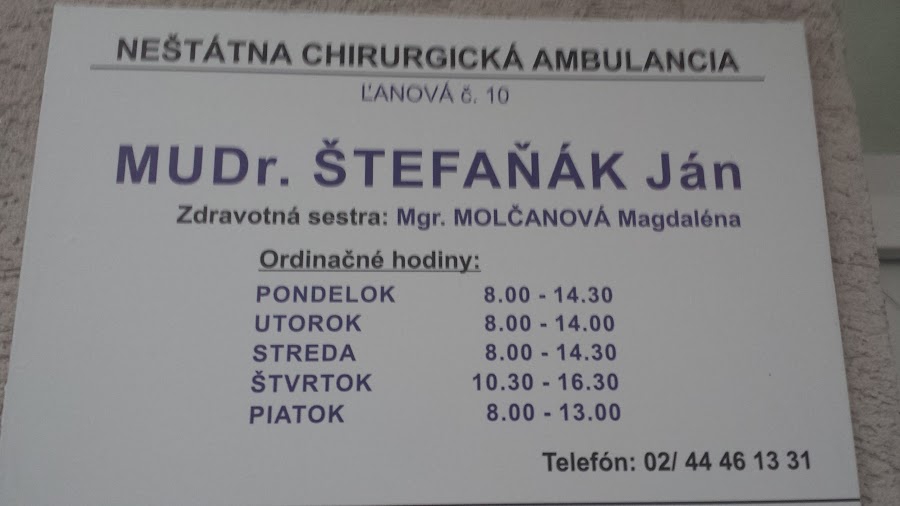 NEŠTÁTNA CHIRURGICKÁ AMBULANCIA
ĽANOVÁ č. 10
MUDr. ŠTEFAŇÁK Ján
Zdravotná sestra: Mgr. MOLČANOVÁ Magdaléna
Ordinačné hodiny:
PONDELOK 8.00 - 14.30
UTOROK 8.00 - 14.00
STREDA 8.00 - 14.30
ŠTVRTOK 10.30 - 16.30
PIATOK 8.00 - 13.00
Telefón: 02/ 44 46 13 31